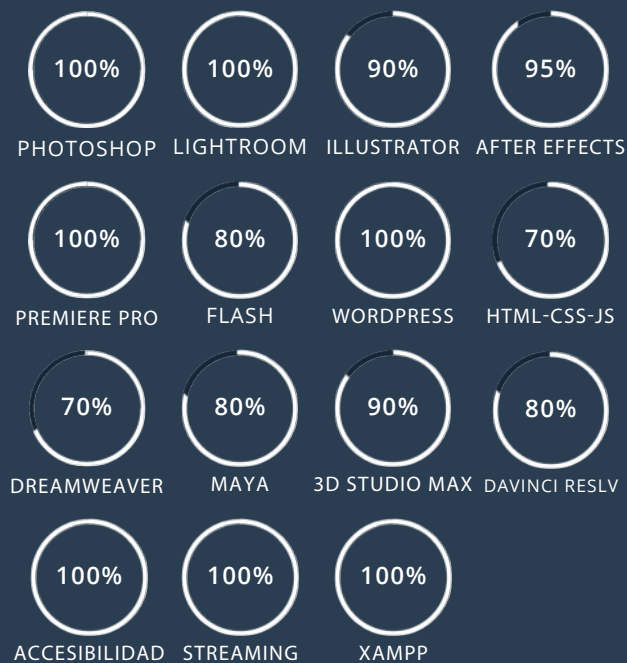 100% 100% 90% 95%
PHOTOSHOP LIGHTROOM ILLUSTRATOR AFTER EFFECTS
100% 80% 100% 70%
PREMIERE PRO FLASH WORDPRESS HTML-CSS-JS
70% 80% 90% 80%
DREAMWEAVER MAYA 3D STUDIO MAX DAVINCI RESLV
100% 100% 100%
ACCESIBILIDAD STREAMING XAMPP